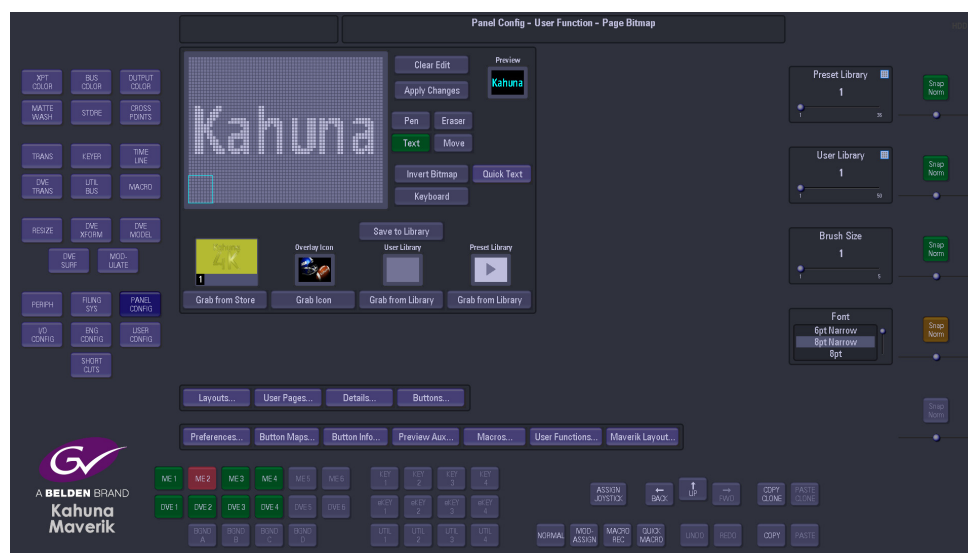 Panel Config - User Function - Page Bitmap
Clear Edit
Preview
Apply Changes
Kahuna
Kahuna
Pen
Eraser
Text
Move
Invert Bitmap
Quick Text
Keyboard
Save to Library
Overlay Icon
User Library
Preset Library
4K
1
Grab from Store
Grab Icon
Grab from Library
Grab from Library
XPT COLOR
BUS COLOR
OUTPUT COLOR
MATTE WASH
STORE
CROSS POINTS
TRANS
KEYER
TIME LINE
DVE TRANS
UTIL BUS
MACRO
RESIZE
DVE XFORM
DVE MODEL
DVE SURF
MOD- ULATE
PERIPH
FILING SYS
PANEL CONFIG
I/O CONFIG
ENG CONFIG
USER CONFIG
SHORT CUTS
Preset Library
1
1
36
Snap Norm
User Library
1
1
50
Snap Norm
Brush Size
1
1
5
Snap Norm
Font
6pt Narrow
8pt Narrow
8pt
Snap Norm
Snap Norm
Layouts...
User Pages...
Details...
Buttons...
Preferences...
Button Maps...
Button Info...
Preview Aux...
Macros...
User Functions...
Maverik Layout...
GV
A BELDEN BRAND
Kahuna
Maverik
ME 1
ME 2
ME 3
ME 4
ME 5
ME 6
KEY 1
KEY 2
KEY 3
KEY 4
DVE 1
DVE 2
DVE 3
DVE 4
DVE 5
DVE 6
BGND A
BGND B
BGND C
BGND D
UTIL 1
UTIL 2
UTIL 3
UTIL 4
ASSIGN JOYSTICK
BACK
UP
FWD
COPY CLONE
PASTE CLONE
NORMAL
MOD- ASSIGN
MACRO REC
QUICK MACRO
UNDO
REDO
COPY
PASTE